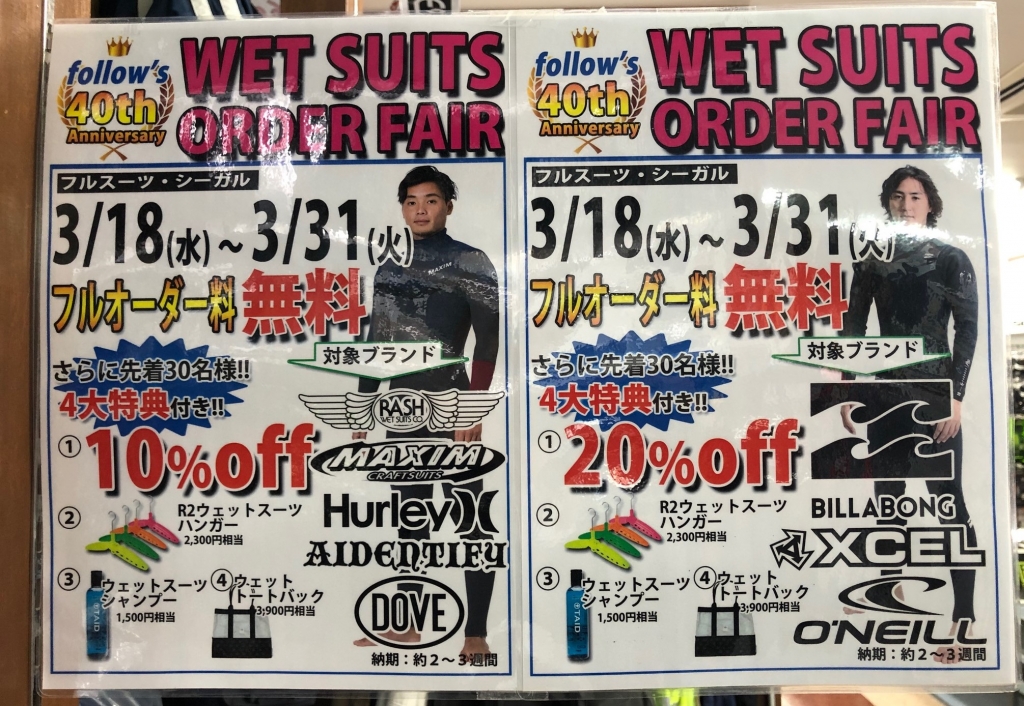 follow's
40th
Anniversary
WET SUITS
ORDER FAIR
フルスーツ・シーガル
3/18(水)~3/31(火)
フルオーダー料無料
MAXIM
対象ブランド
さらに先着30名様!!
4大特典付き!!
① 10%off
② R2ウェットスーツ
ハンガー
2,300円相当
③ ウェットスーツ
シャンプー
1,500円相当
④ ウェット
トートバック
3,900円相当
RASH
WET SUITS CO.
MAXIM
CRAFTSUITS
Hurley
AIDENTIFY
DOVE
納期:約2~3週間
follow's
40th
Anniversary
WET SUITS
ORDER FAIR
フルスーツ・シーガル
3/18(水)~3/31(火)
フルオーダー料無料
対象ブランド
さらに先着30名様!!
4大特典付き!!
① 20%off
② R2ウェットスーツ
ハンガー
2,300円相当
③ ウェットスーツ
シャンプー
1,500円相当
④ ウェット
トートバック
3,900円相当
BILLABONG
XCEL
O'NEILL
納期:約2~3週間